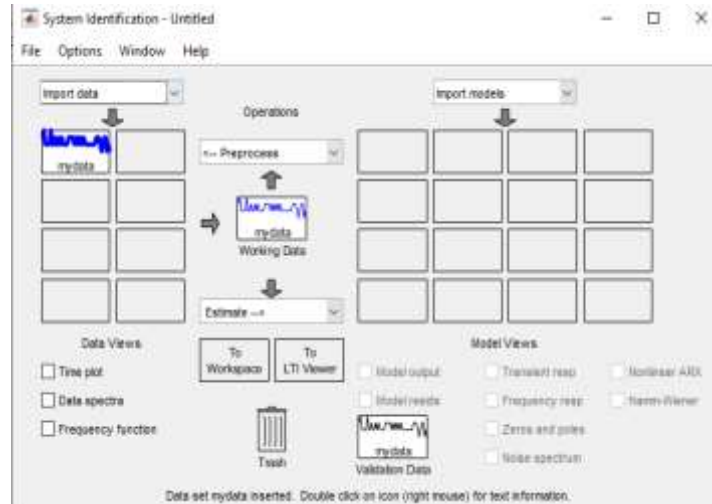 System Identification - Untitled
File Options Window Help
Import data
Import models
Operations
mydata
<-- Preprocess
mydata
Working Data
Estimate -->
Data Views
To Workspace
To LTI Viewer
Model Views
Time plot
Data spectra
Frequency function
Trash
Model output
Transient resp
Nonlinear ARX
Model resids
Frequency resp
Hamm-Wiener
mydata
Validation Data
Zeros and poles
Noise spectrum
Data set mydata inserted. Double click on icon (right mouse) for text information.